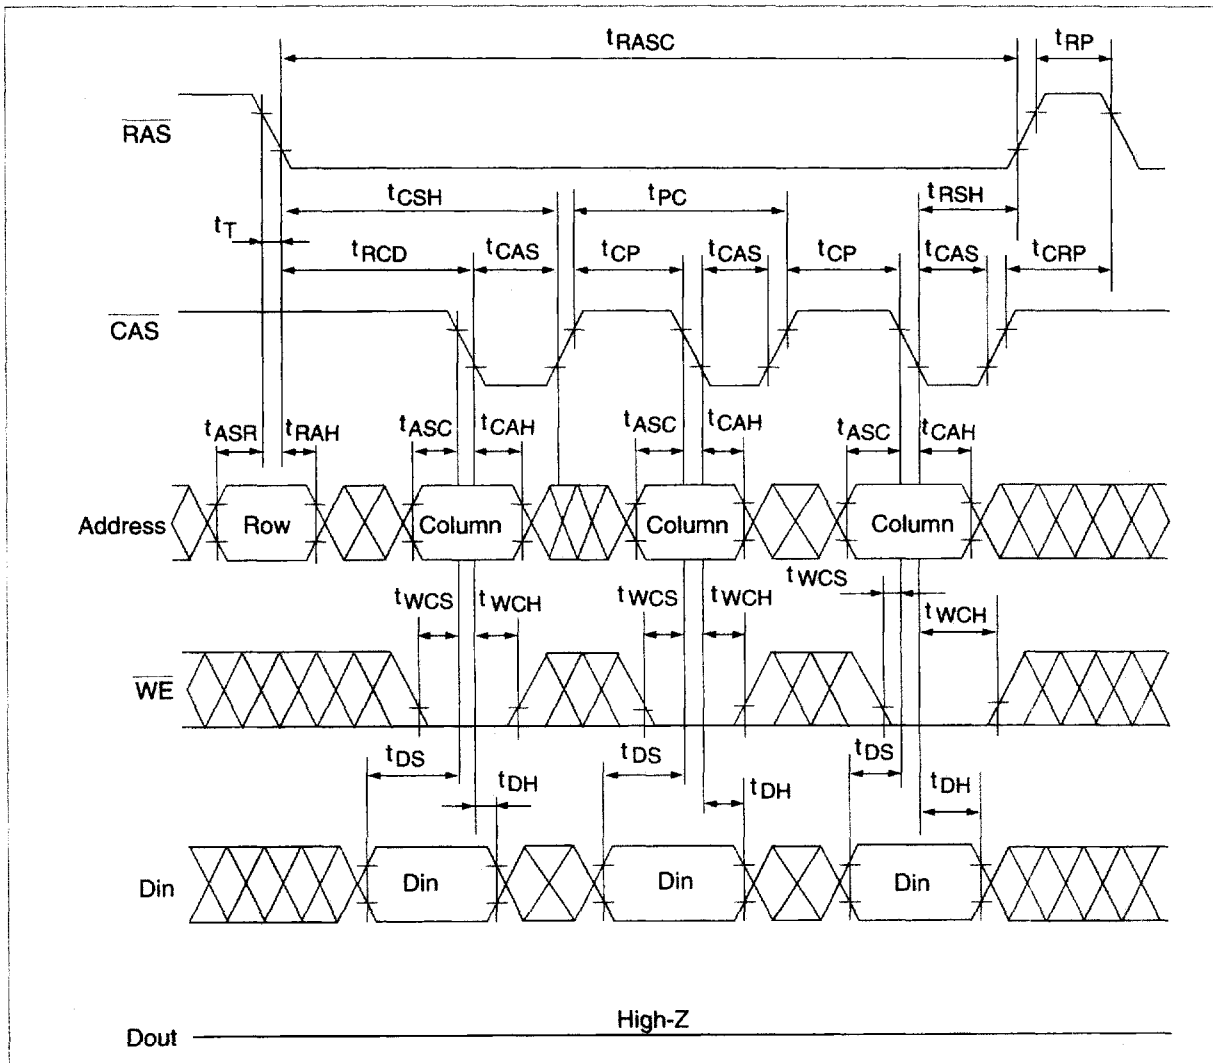 tRASC tRP
RAS
tCSH tPC tRSH
tT
tRCD tCAS tCP tCAS tCP tCAS tCRP
CAS
tASR tRAH tASC tCAH tASC tCAH tASC tCAH
Address Row Column Column Column
tWCS tWCH tWCS tWCH tWCS tWCH
WE
tDS tDH tDS tDH tDS tDH
Din Din Din Din
High-Z
Dout